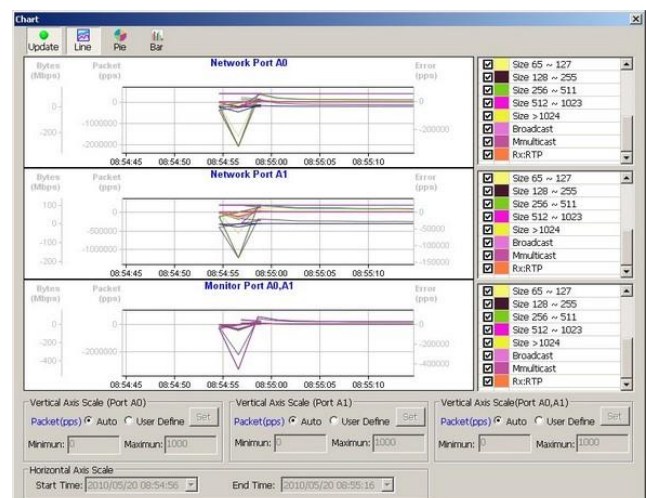 Chart
Update Line Pie Bar
Bytes (Mbps)
Packet (pps)
Network Port A0
Error (pps)
0
-200
0
-1000000
-2000000
0
-200000
08:54:45 08:54:50 08:54:55 08:55:00 08:55:05 08:55:10
Size 65 ~ 127
Size 128 ~ 255
Size 256 ~ 511
Size 512 ~ 1023
Size >1024
Broadcast
Mmulticast
Rx:RTP
Bytes (Mbps)
Packet (pps)
Network Port A1
Error (pps)
100
0
-100
-200
0
-500000
-1000000
0
-50000
-100000
-150000
08:54:45 08:54:50 08:54:55 08:55:00 08:55:05 08:55:10
Size 65 ~ 127
Size 128 ~ 255
Size 256 ~ 511
Size 512 ~ 1023
Size >1024
Broadcast
Mmulticast
Rx:RTP
Bytes (Mbps)
Packet (pps)
Monitor Port A0,A1
Error (pps)
0
-200
-400
0
-2000000
0
-200000
-400000
08:54:45 08:54:50 08:54:55 08:55:00 08:55:05 08:55:10
Size 65 ~ 127
Size 128 ~ 255
Size 256 ~ 511
Size 512 ~ 1023
Size >1024
Broadcast
Mmulticast
Rx:RTP
Vertical Axis Scale (Port A0)
Packet(pps) Auto User Define Set
Minimun: 0 Maximun: 1000
Vertical Axis Scale (Port A1)
Packet(pps) Auto User Define Set
Minimun: 0 Maximun: 1000
Vertical Axis Scale(Port A0,A1)
Packet(pps) Auto User Define Set
Minimun: 0 Maximun: 1000
Horizontal Axis Scale
Start Time: 2010/05/20 08:54:56 End Time: 2010/05/20 08:55:16